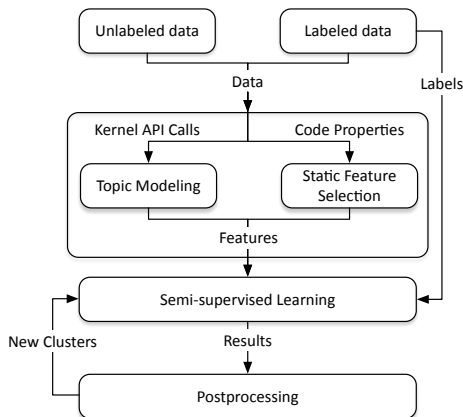 Unlabeled data
Labeled data
Data
Labels
Kernel API Calls
Code Properties
Topic Modeling
Static Feature
Selection
Features
Semi-supervised Learning
New Clusters
Results
Postprocessing